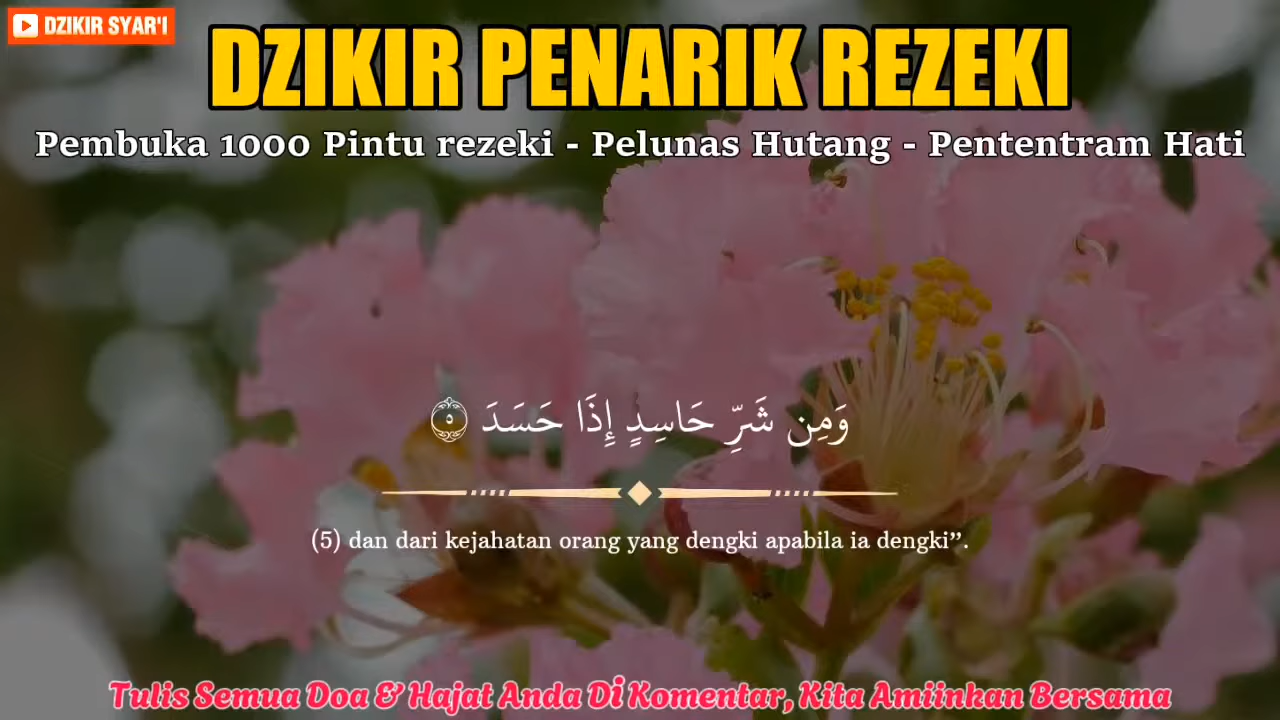 DZIKIR SYAR'I
DZIKIR PENARIK REZEKI
Pembuka 1000 Pintu rezeki - Pelunas Hutang - Pententram Hati
وَمِن شَرِّ حَاسِدٍ إِذَا حَسَدَ ٥
(5) dan dari kejahatan orang yang dengki apabila ia dengki”.
Tulis Semua Doa & Hajat Anda Di Komentar, Kita Amiinkan Bersama